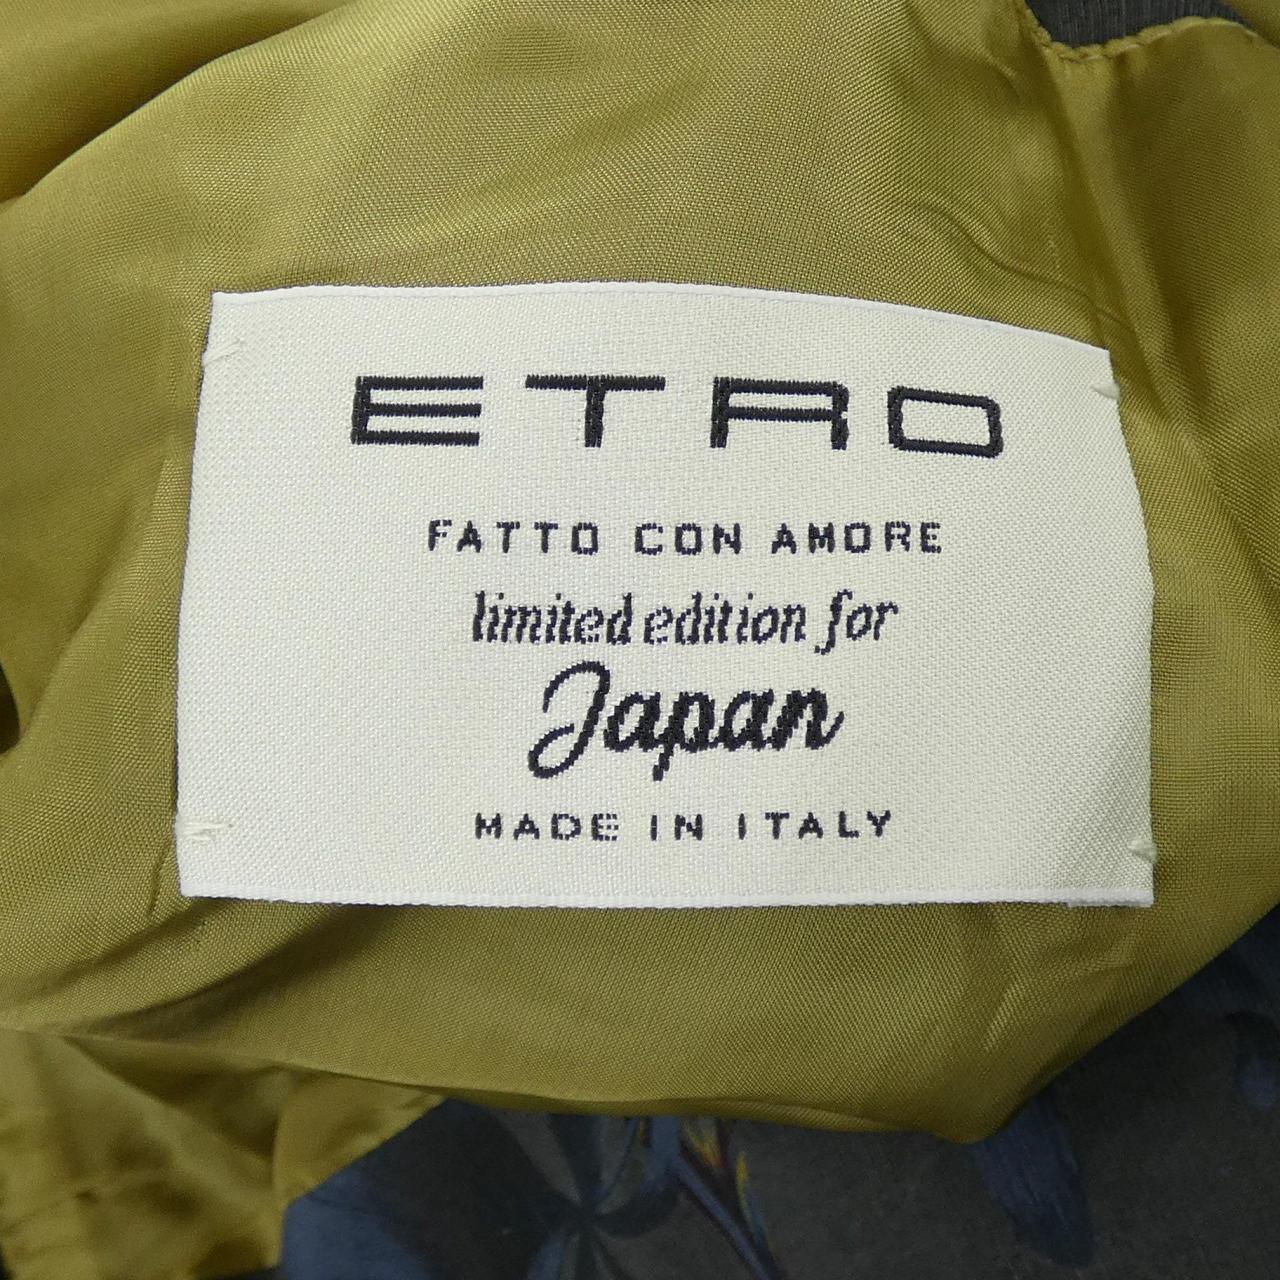 ETRO
FATTO CON AMORE
limited edition for
Japan
MADE IN ITALY